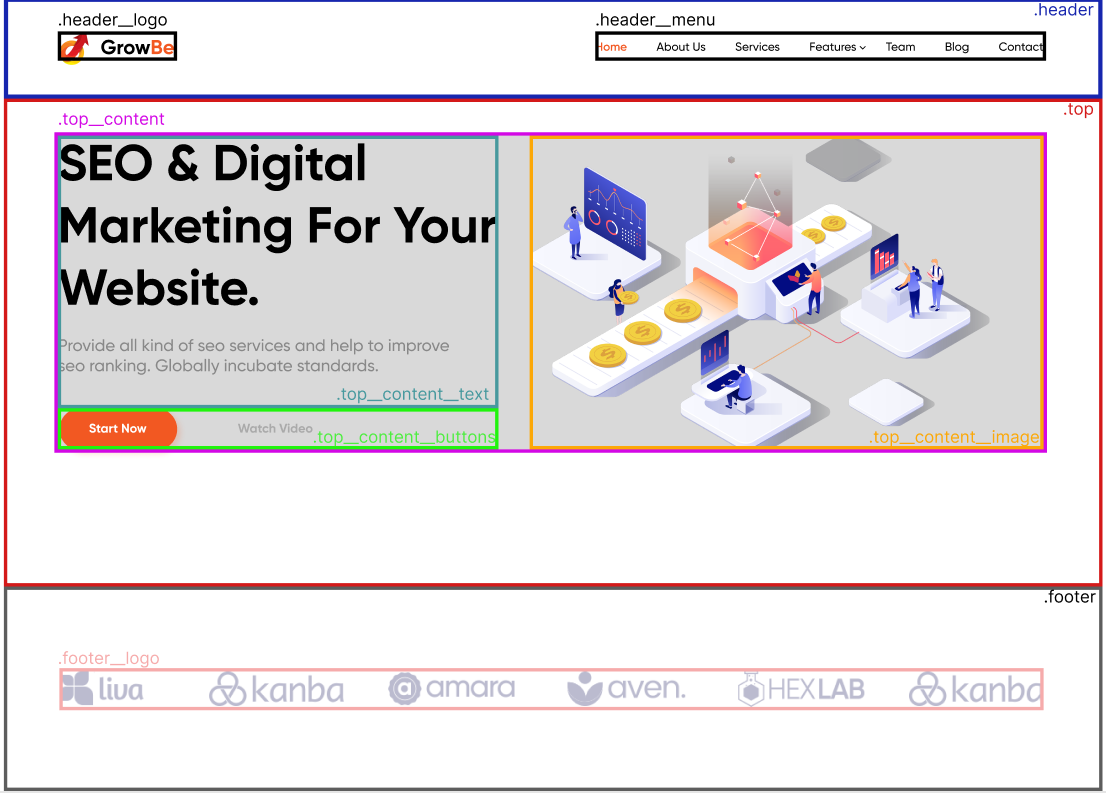 .header
.header__logo
.header__menu
GrowBe
Home About Us Services Features Team Blog Contact
.top
.top__content
SEO & Digital
Marketing For Your
Website.
Provide all kind of seo services and help to improve
seo ranking. Globally incubate standards.
.top__content__text
Start Now
Watch Video
.top__content__buttons
.top__content__image
.footer
.footer__logo
liva kanba amara aven. HEXLAB kanba